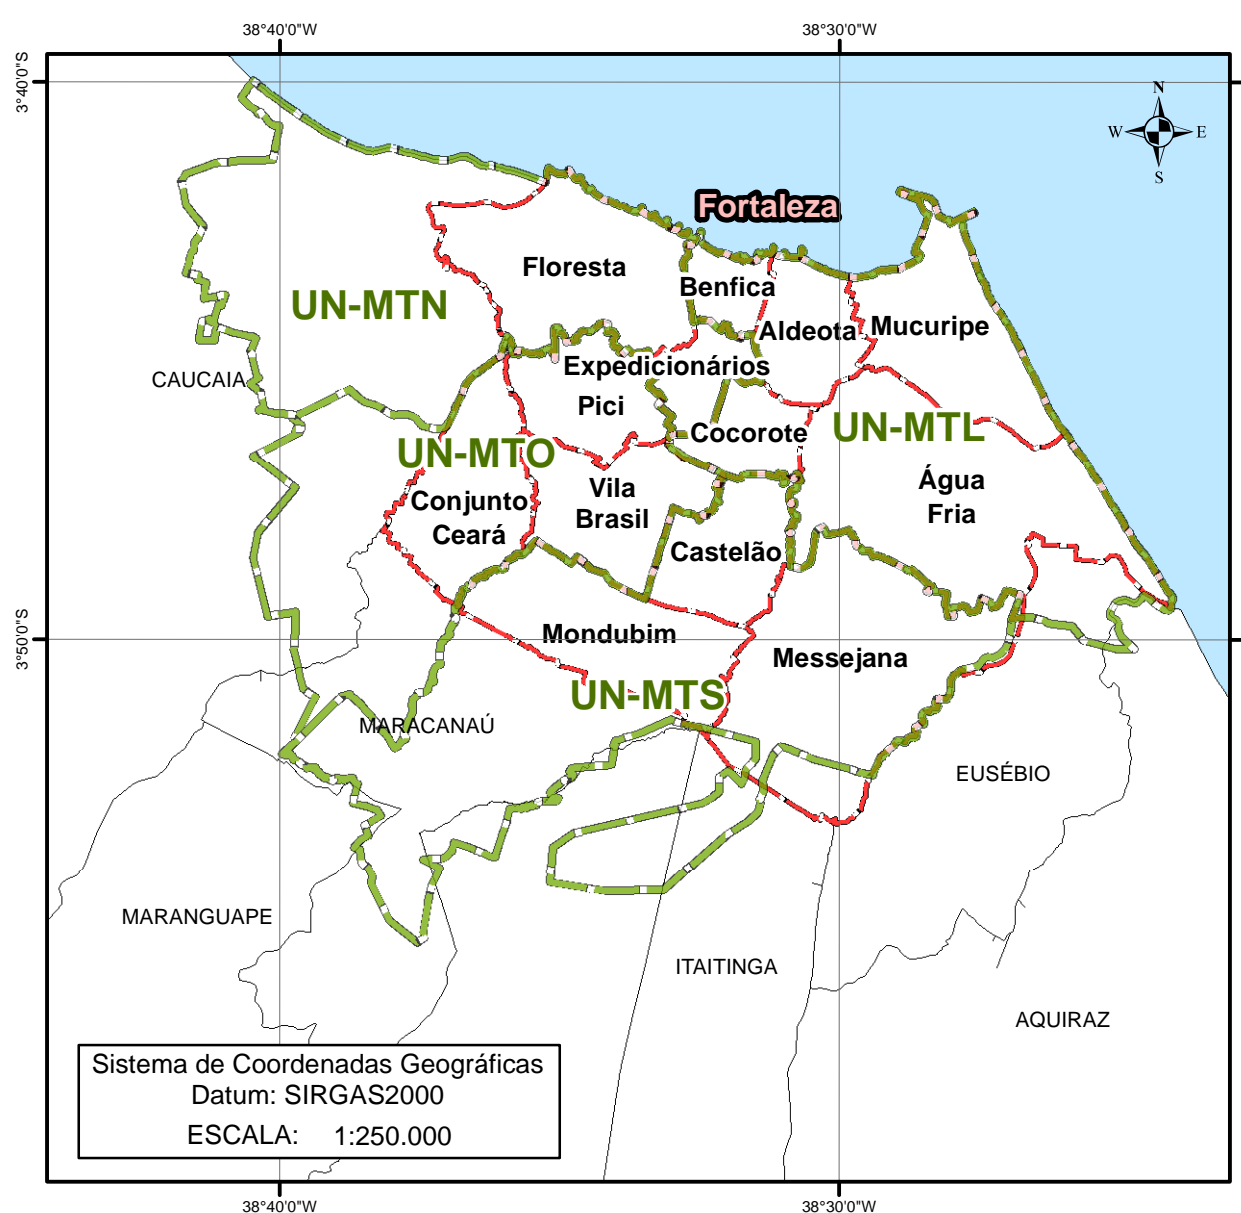 38°40'0"W
38°30'0"W
3°40'0"S
N
W
E
S
Fortaleza
Floresta
Benfica
UN-MTN
Aldeota
Mucuripe
Expedicionários
CAUCAIA
Pici
Cocorote
UN-MTL
UN-MTO
Água
Fria
Vila
Brasil
Conjunto
Ceará
Castelão
3°50'0"S
Mondubim
Messejana
UN-MTS
MARACANAÚ
EUSÉBIO
MARANGUAPE
ITAITINGA
AQUIRAZ
Sistema de Coordenadas Geográficas
Datum: SIRGAS2000
ESCALA: 1:250.000
38°40'0"W
38°30'0"W